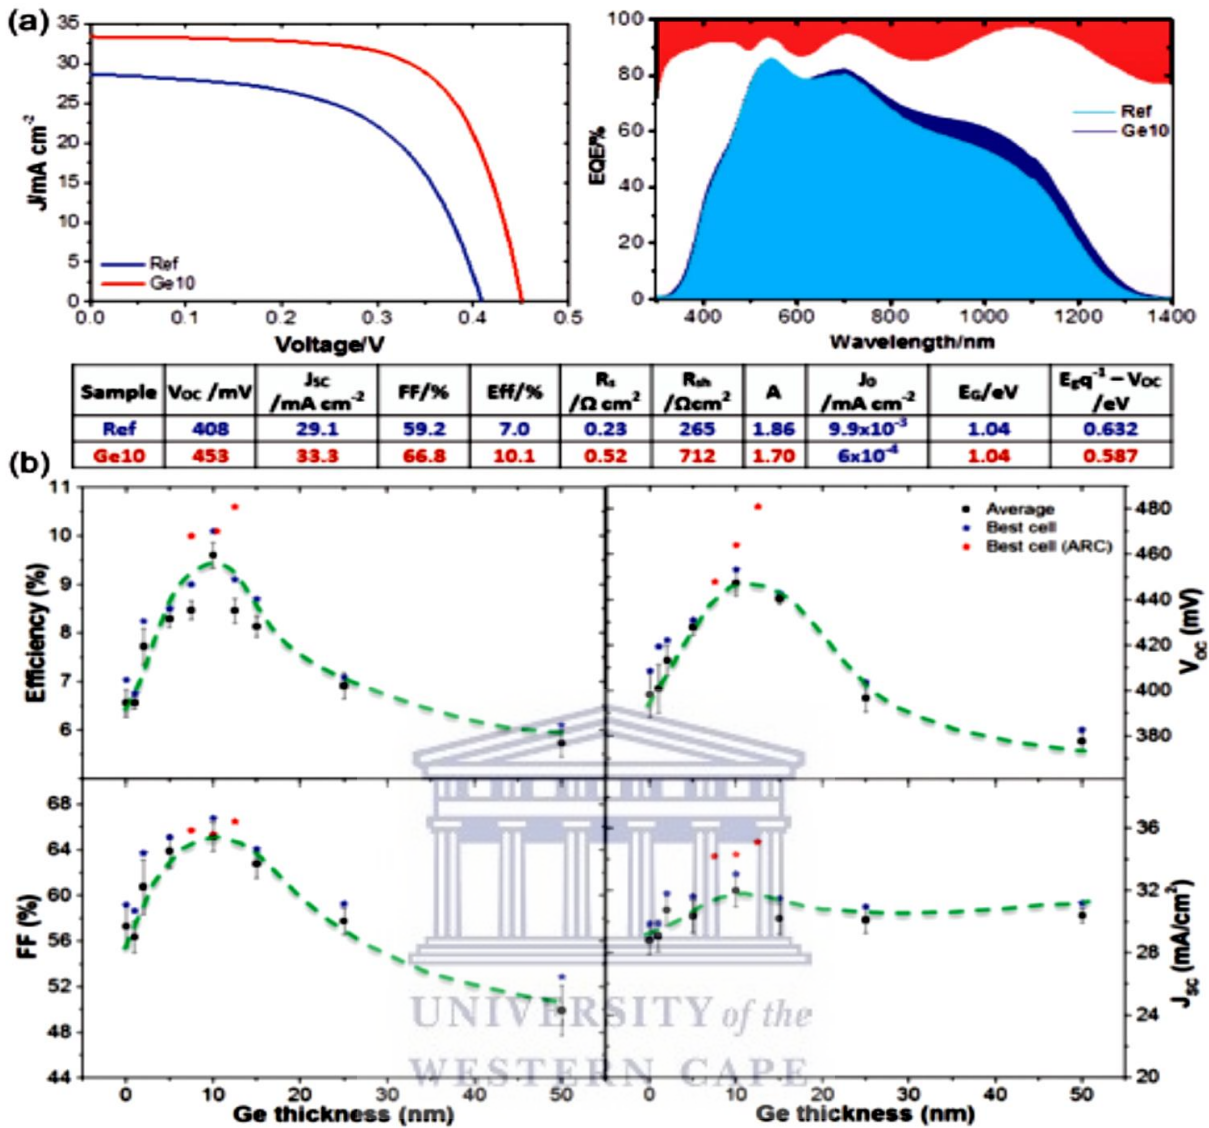 (a)
35
30
25
20
15
10
5
0
J/mA cm-2
Ref
Ge10
0.0 0.1 0.2 0.3 0.4 0.5
Voltage/V
100
80
60
40
20
0
EQE/%
Ref
Ge10
400 600 800 1000 1200 1400
Wavelength/nm
Sample VOC /mV JSC /mA cm-2 FF/% Eff/% Rs /Ω cm2 Rsh /Ωcm2 A J0 /mA cm-2 EG/eV Egq-1 – VOC /eV
Ref 408 29.1 59.2 7.0 0.23 265 1.86 9.9x10-3 1.04 0.632
Ge10 453 33.3 66.8 10.1 0.52 712 1.70 6x10-4 1.04 0.587
(b)
11
10
9
8
7
6
Efficiency (%)
Average
Best cell
Best cell (ARC)
480
460
440
420
400
380
VOC (mV)
68
64
60
56
52
48
44
FF (%)
36
32
28
24
20
JSC (mA/cm2)
UNIVERSITY of the
WESTERN CAPE
0 10 20 30 40 50
Ge thickness (nm)
0 10 20 30 40 50
Ge thickness (nm)